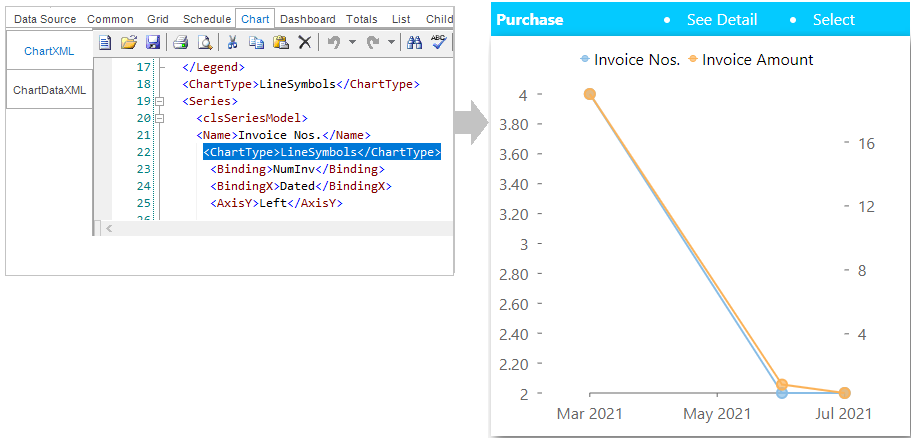 Data Source Common Grid Schedule Chart Dashboard Totals List Child
ChartXML
ChartDataXML
ABC
17 </Legend>
18 <ChartType>LineSymbols</ChartType>
19 <Series>
20 <clsSeriesModel>
21 <Name>Invoice Nos.</Name>
22 <ChartType>LineSymbols</ChartType>
23 <Binding>NumInv</Binding>
24 <BindingX>Dated</BindingX>
25 <AxisY>Left</AxisY>
26
Purchase • See Detail • Select
Invoice Nos. Invoice Amount
4
3.80
16
3.60
3.40
3.20
12
3
2.80
8
2.60
2.40
4
2.20
2
Mar 2021 May 2021 Jul 2021